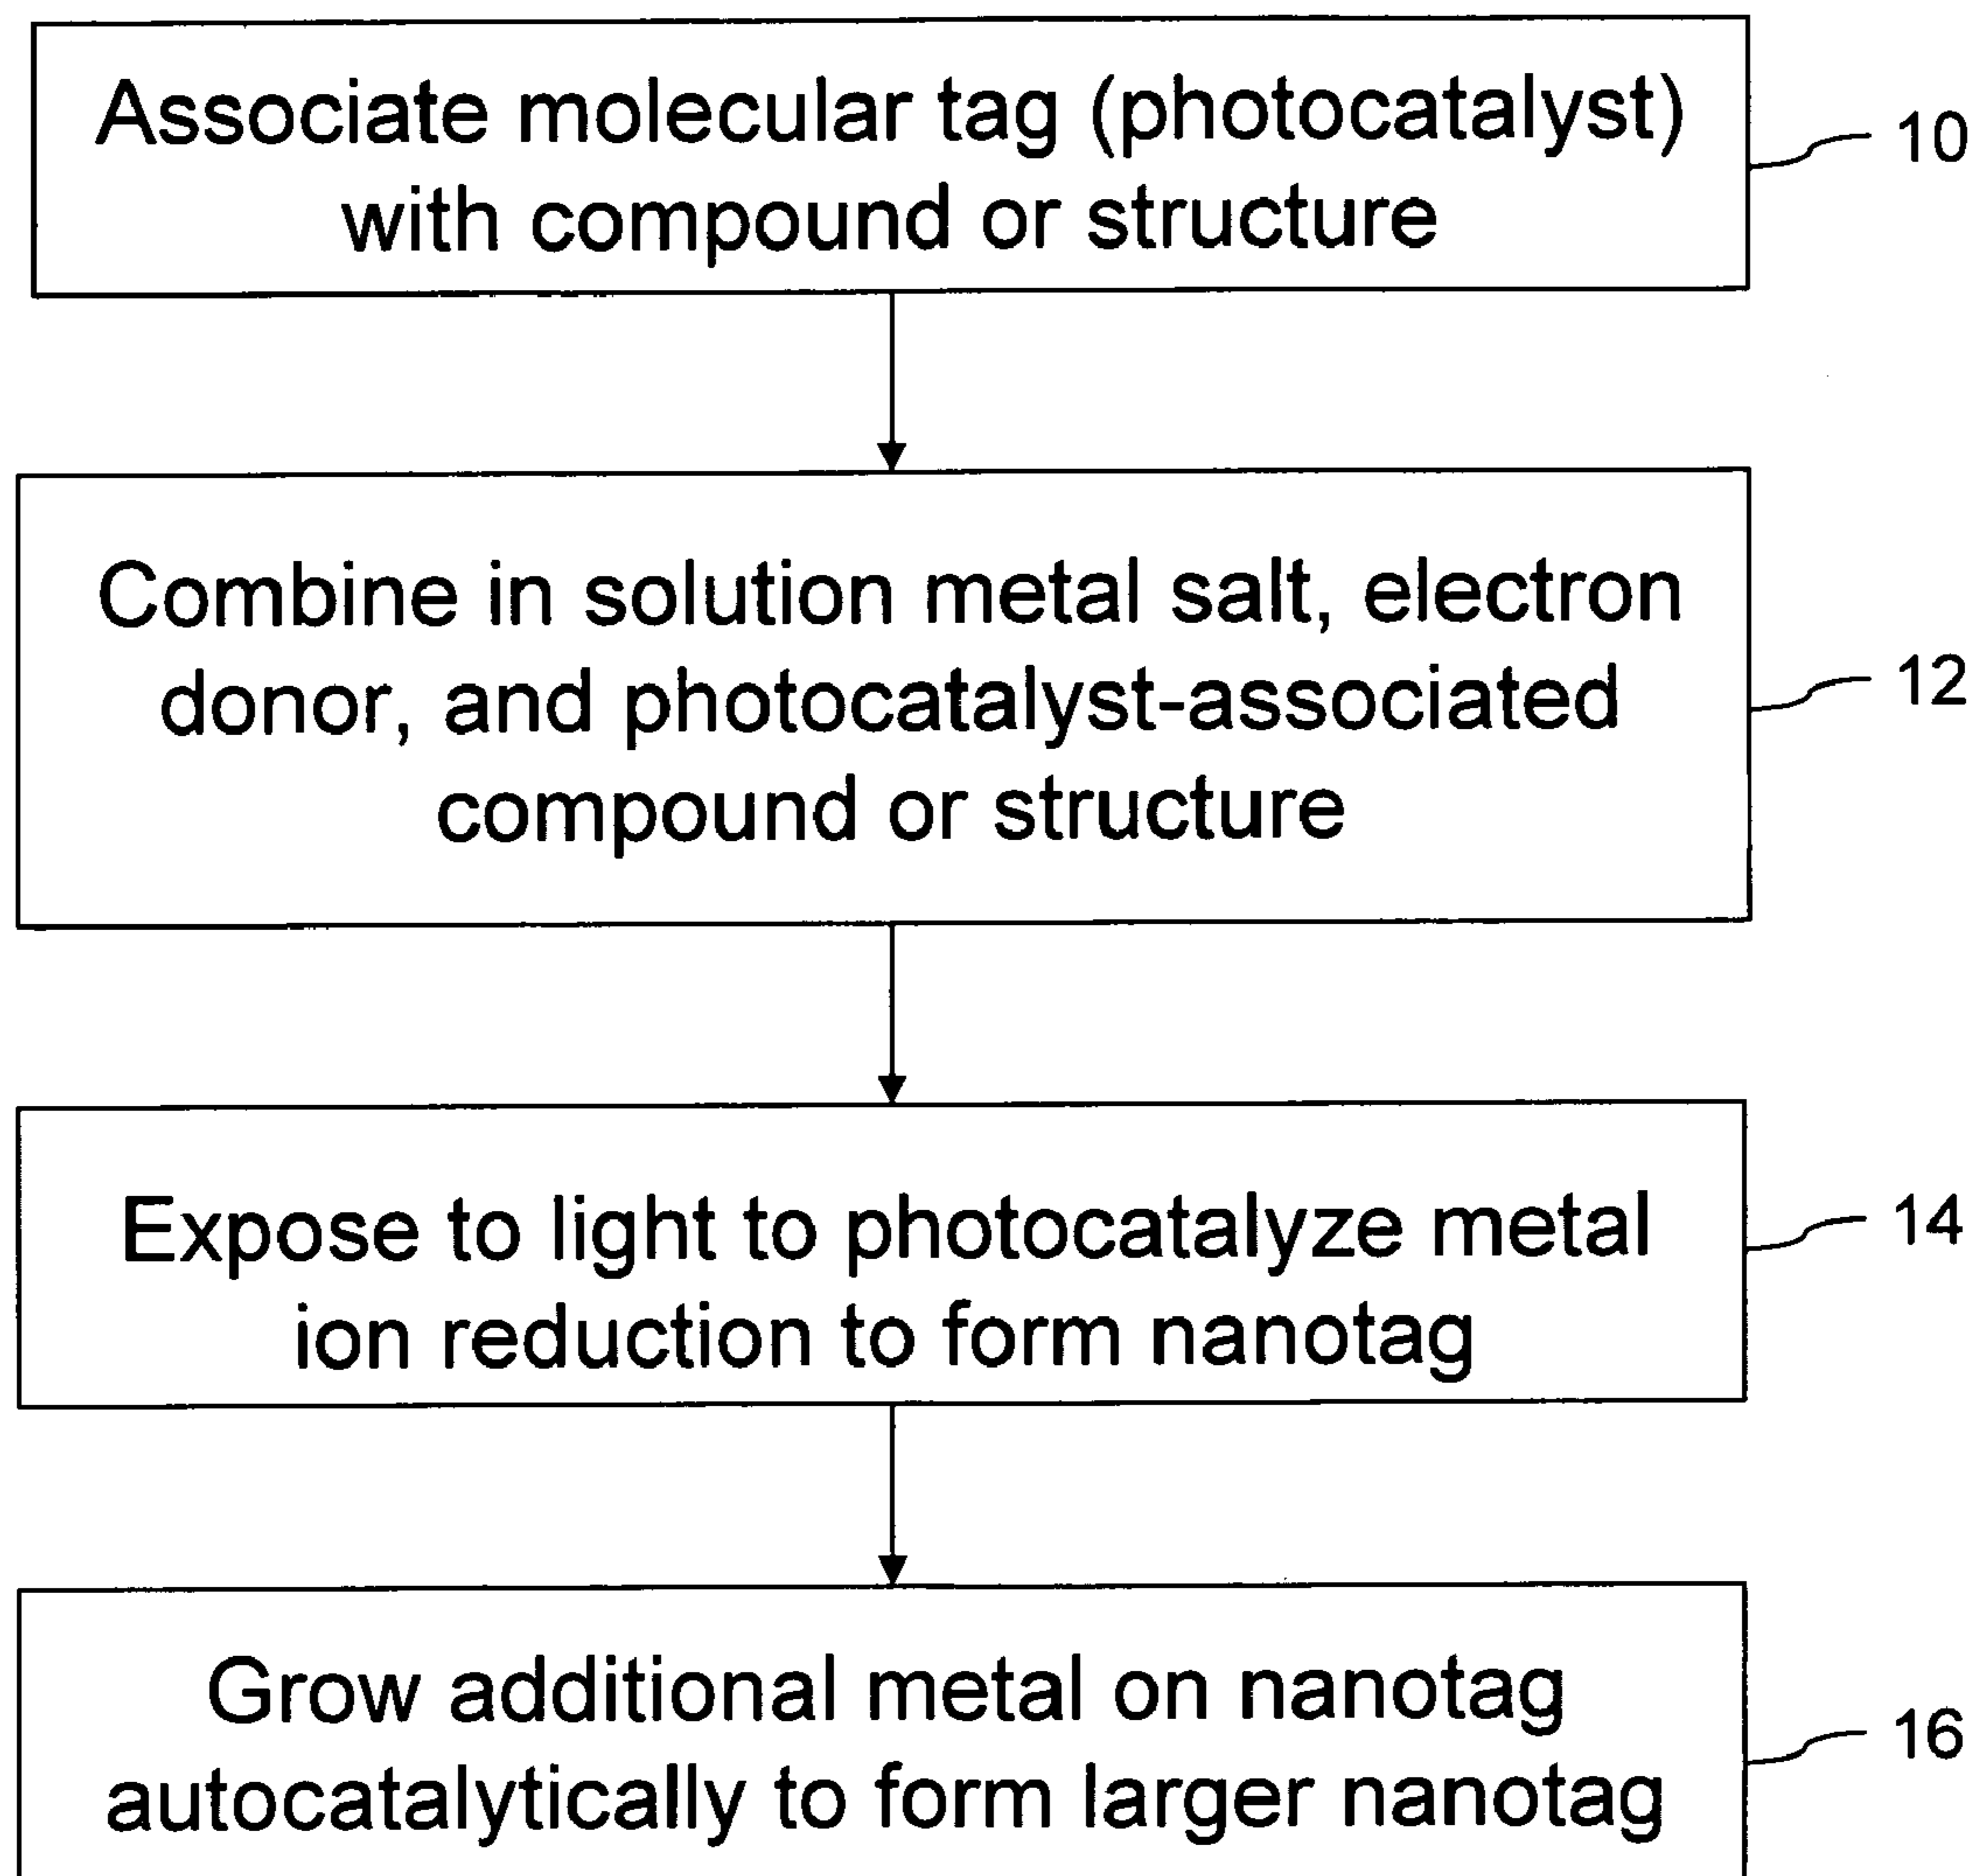 Associate molecular tag (photocatalyst)
with compound or structure
10
Combine in solution metal salt, electron
donor, and photocatalyst-associated
compound or structure
12
Expose to light to photocatalyze metal
ion reduction to form nanotag
14
Grow additional metal on nanotag
autocatalytically to form larger nanotag
16